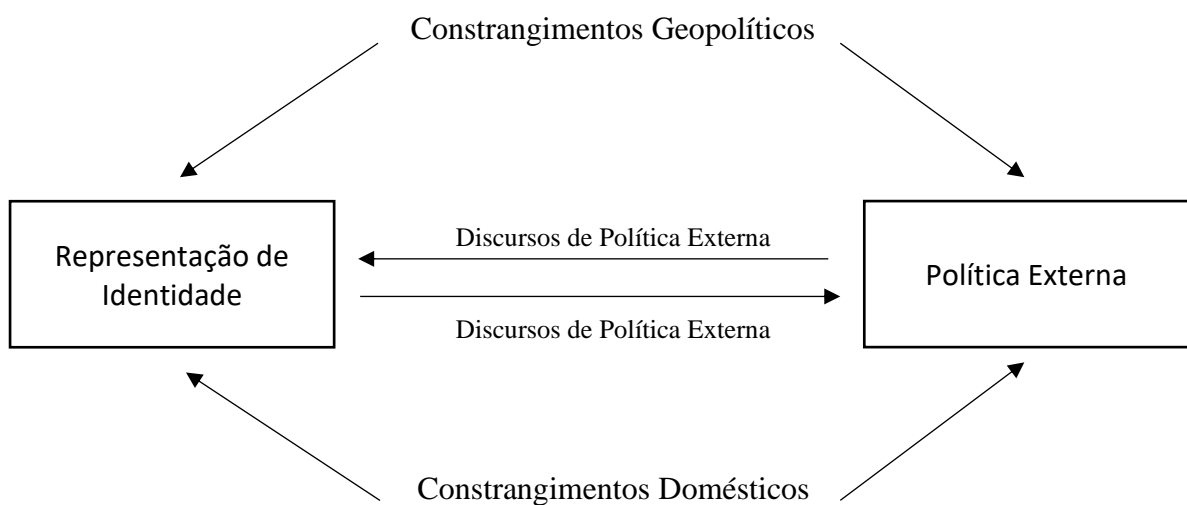 Constrangimentos Geopolíticos
Discursos de Política Externa
Representação de
Identidade
Política Externa
Discursos de Política Externa
Constrangimentos Domésticos